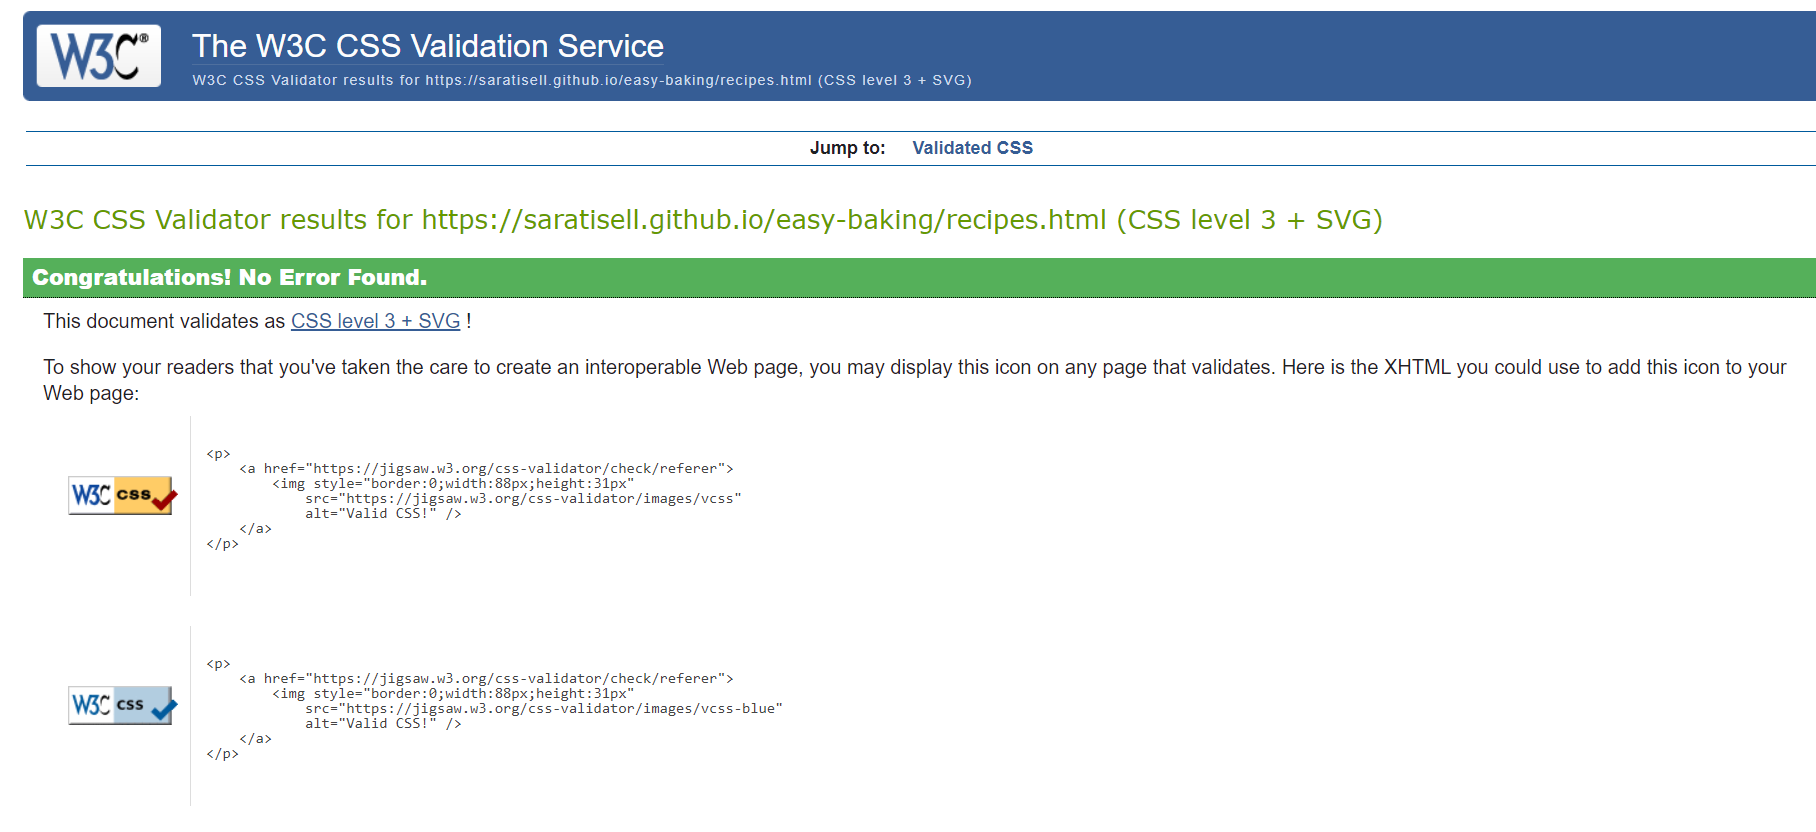 W3C®
The W3C CSS Validation Service
W3C CSS Validator results for https://saratisell.github.io/easy-baking/recipes.html (CSS level 3 + SVG)
Jump to: Validated CSS
W3C CSS Validator results for https://saratisell.github.io/easy-baking/recipes.html (CSS level 3 + SVG)
Congratulations! No Error Found.
This document validates as CSS level 3 + SVG !
To show your readers that you've taken the care to create an interoperable Web page, you may display this icon on any page that validates. Here is the XHTML you could use to add this icon to your
Web page:
W3C css
<p>
    <a href="https://jigsaw.w3.org/css-validator/check/referer">
        <img style="border:0;width:88px;height:31px"
            src="https://jigsaw.w3.org/css-validator/images/vcss"
            alt="Valid CSS!" />
    </a>
</p>
W3C css
<p>
    <a href="https://jigsaw.w3.org/css-validator/check/referer">
        <img style="border:0;width:88px;height:31px"
            src="https://jigsaw.w3.org/css-validator/images/vcss-blue"
            alt="Valid CSS!" />
    </a>
</p>